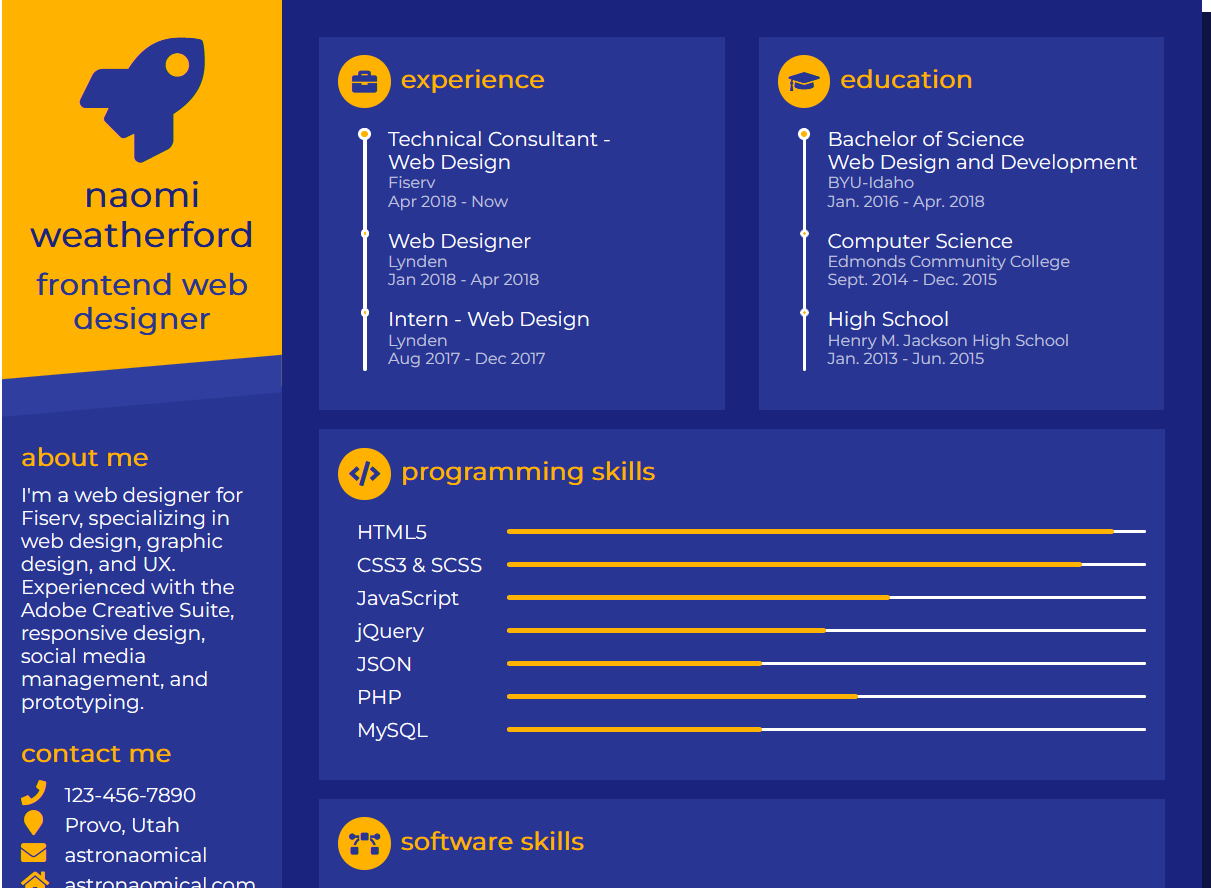 naomi
weatherford
frontend web
designer
about me
I'm a web designer for
Fiserv, specializing in
web design, graphic
design, and UX.
Experienced with the
Adobe Creative Suite,
responsive design,
social media
management, and
prototyping.
contact me
123-456-7890
Provo, Utah
astronaomical
astronaomical.com
experience
Technical Consultant -
Web Design
Fiserv
Apr 2018 - Now
Web Designer
Lynden
Jan 2018 - Apr 2018
Intern - Web Design
Lynden
Aug 2017 - Dec 2017
education
Bachelor of Science
Web Design and Development
BYU-Idaho
Jan. 2016 - Apr. 2018
Computer Science
Edmonds Community College
Sept. 2014 - Dec. 2015
High School
Henry M. Jackson High School
Jan. 2013 - Jun. 2015
programming skills
HTML5
CSS3 & SCSS
JavaScript
jQuery
JSON
PHP
MySQL
software skills